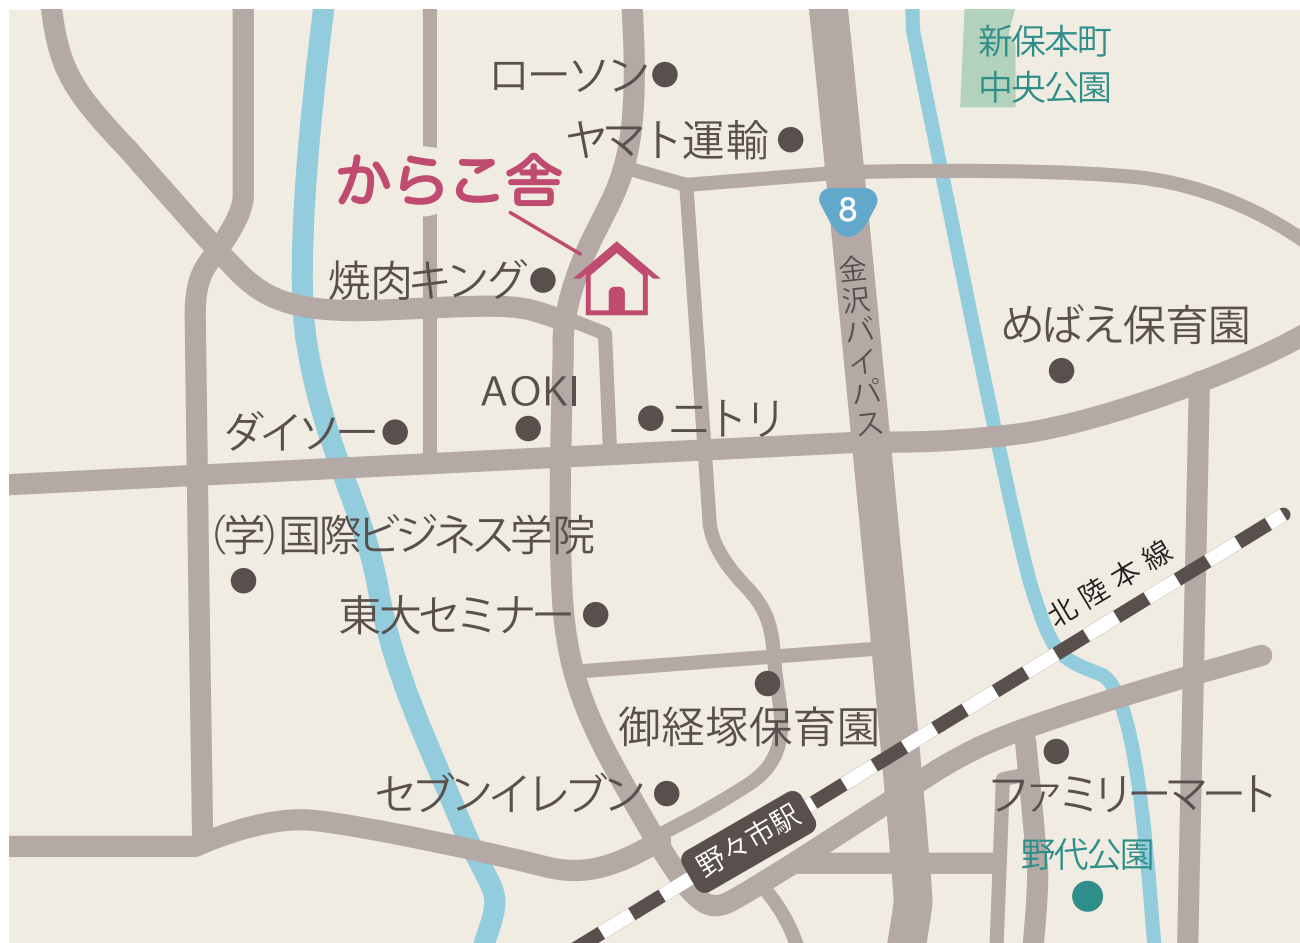 新保本町
中央公園
ローソン
ヤマト運輸
からこ舎
8
金沢バイパス
焼肉キング
めばえ保育園
AOKI
ダイソー
ニトリ
(学)国際ビジネス学院
北陸本線
東大セミナー
御経塚保育園
セブンイレブン
ファミリーマート
野々市駅
野代公園